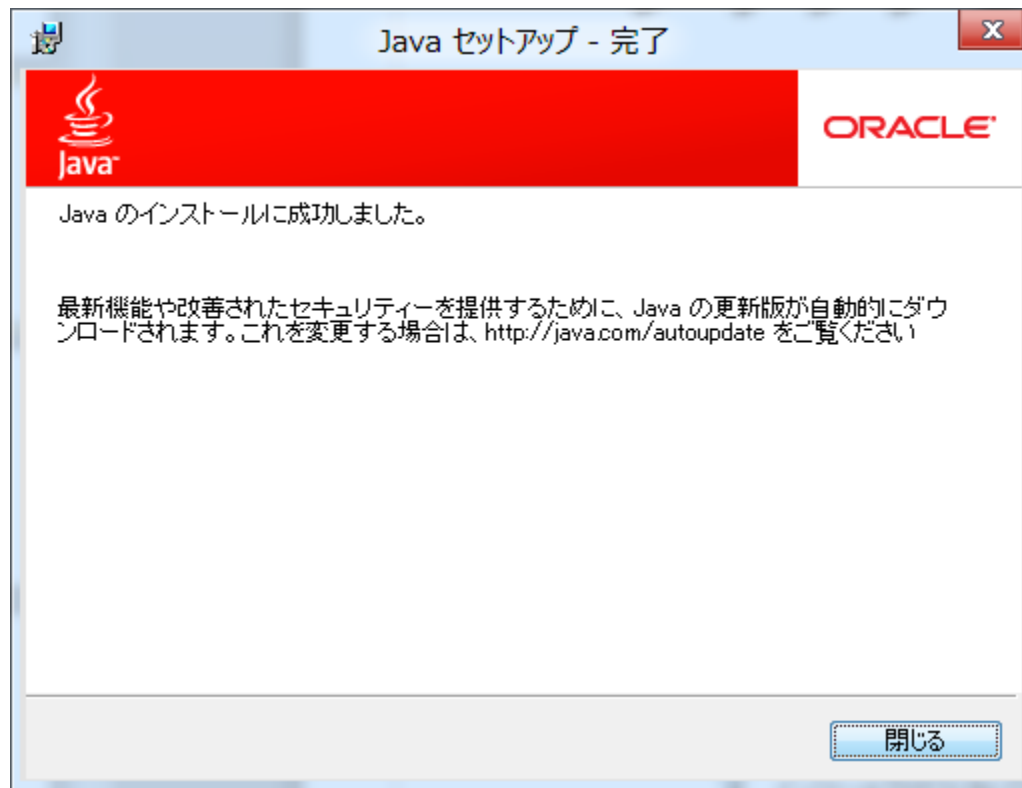 Java セットアップ - 完了
Java
ORACLE
Java のインストールに成功しました。
最新機能や改善されたセキュリティーを提供するために、Java の更新版が自動的にダウ
ンロードされます。これを変更する場合は、http://java.com/autoupdate をご覧ください
閉じる